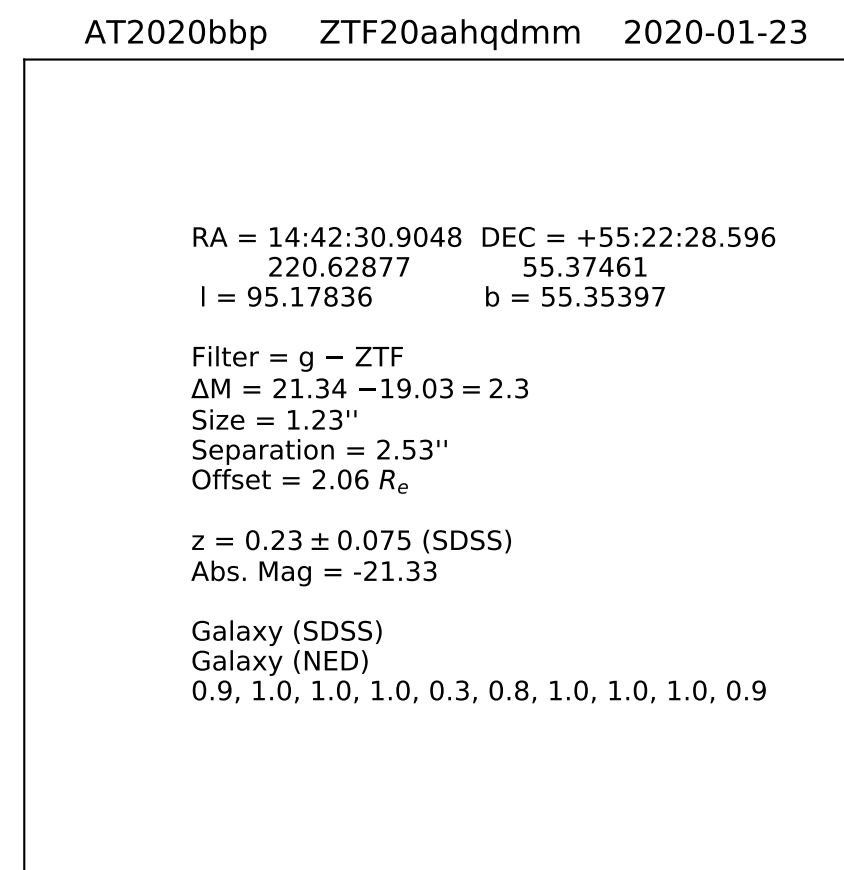 AT2020bbp ZTF20aahqdmm 2020-01-23
RA = 14:42:30.9048 DEC = +55:22:28.596
220.62877 55.37461
l = 95.17836 b = 55.35397
Filter = g − ZTF
ΔM = 21.34 −19.03 = 2.3
Size = 1.23''
Separation = 2.53''
Offset = 2.06 Re
z = 0.23 ± 0.075 (SDSS)
Abs. Mag = -21.33
Galaxy (SDSS)
Galaxy (NED)
0.9, 1.0, 1.0, 1.0, 0.3, 0.8, 1.0, 1.0, 1.0, 0.9